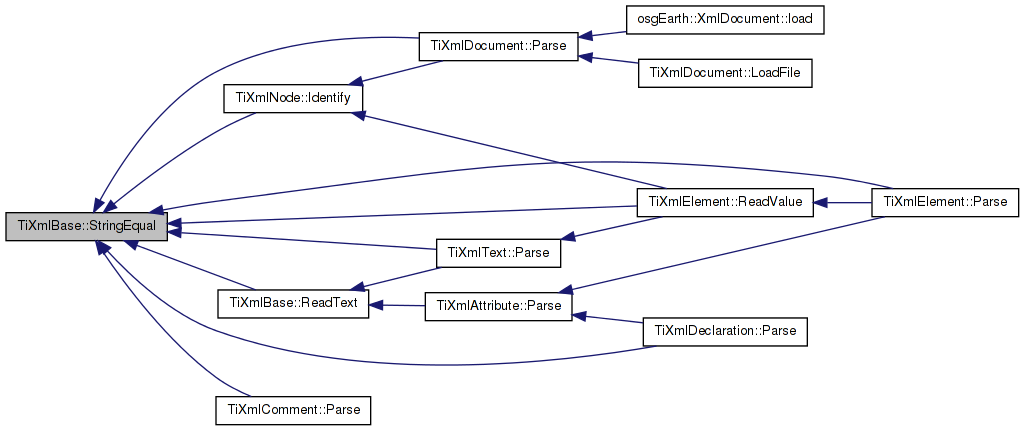 osgEarth::XmlDocument::load
TiXmlDocument::Parse
TiXmlDocument::LoadFile
TiXmlNode::Identify
TiXmlElement::ReadValue
TiXmlElement::Parse
TiXmlBase::StringEqual
TiXmlText::Parse
TiXmlBase::ReadText
TiXmlAttribute::Parse
TiXmlDeclaration::Parse
TiXmlComment::Parse